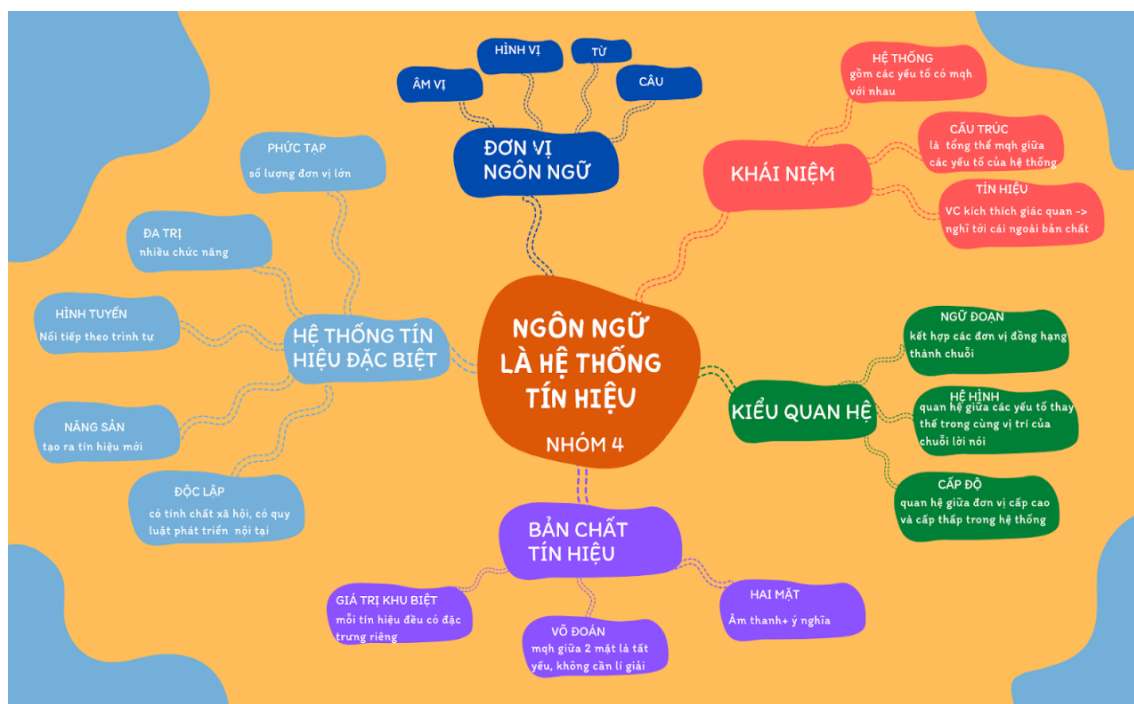 NGÔN NGỮ
LÀ HỆ THỐNG
TÍN HIỆU
NHÓM 4
ĐƠN VỊ
NGÔN NGỮ
ÂM VỊ
HÌNH VỊ
TỪ
CÂU
KHÁI NIỆM
HỆ THỐNG
gồm các yếu tố có mqh
với nhau
CẤU TRÚC
là tổng thể mqh giữa
các yếu tố của hệ thống
TÍN HIỆU
VC kích thích giác quan ->
nghĩ tới cái ngoài bản chất
KIỂU QUAN HỆ
NGỮ ĐOẠN
kết hợp các đơn vị đồng hạng
thành chuỗi
HỆ HÌNH
quan hệ giữa các yếu tố thay
thế trong cùng vị trí của
chuỗi lời nói
CẤP ĐỘ
quan hệ giữa đơn vị cấp cao
và cấp thấp trong hệ thống
BẢN CHẤT
TÍN HIỆU
HAI MẶT
Âm thanh+ ý nghĩa
VÕ ĐOÁN
mqh giữa 2 mặt là tất
yếu, không cần lí giải
GIÁ TRỊ KHU BIỆT
mỗi tín hiệu đều có đặc
trưng riêng
HỆ THỐNG TÍN
HIỆU ĐẶC BIỆT
PHỨC TẠP
số lượng đơn vị lớn
ĐA TRỊ
nhiều chức năng
HÌNH TUYẾN
Nối tiếp theo trình tự
NĂNG SẢN
tạo ra tín hiệu mới
ĐỘC LẬP
có tính chất xã hội, có quy
luật phát triển nội tại